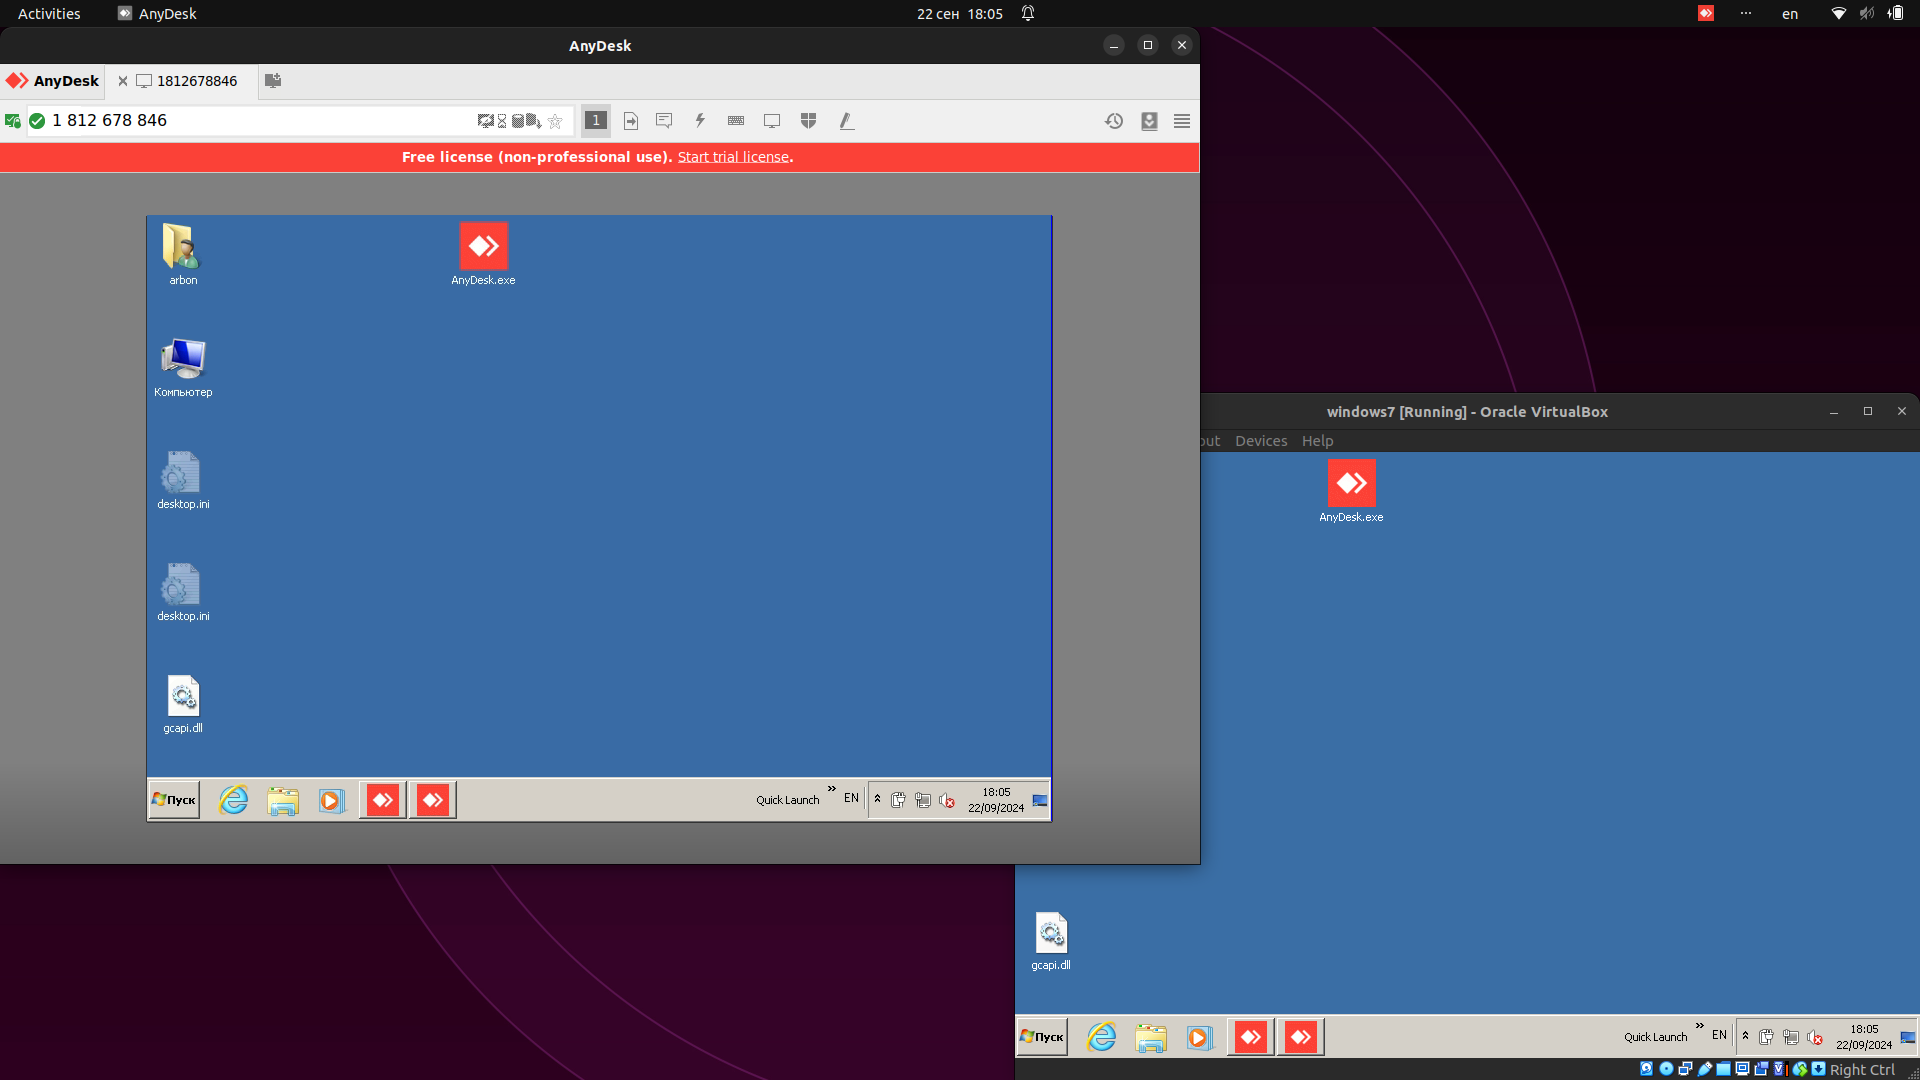 Activities
AnyDesk
22 сен 18:05
en
AnyDesk
AnyDesk
1812678846
1 812 678 846
1
Free license (non-professional use). Start trial license.
arbon
AnyDesk.exe
Компьютер
desktop.ini
desktop.ini
gcapi.dll
Пуск
Quick Launch
EN
18:05
22/09/2024
windows7 [Running] - Oracle VirtualBox
out
Devices
Help
AnyDesk.exe
gcapi.dll
Пуск
Quick Launch
EN
18:05
22/09/2024
Right Ctrl